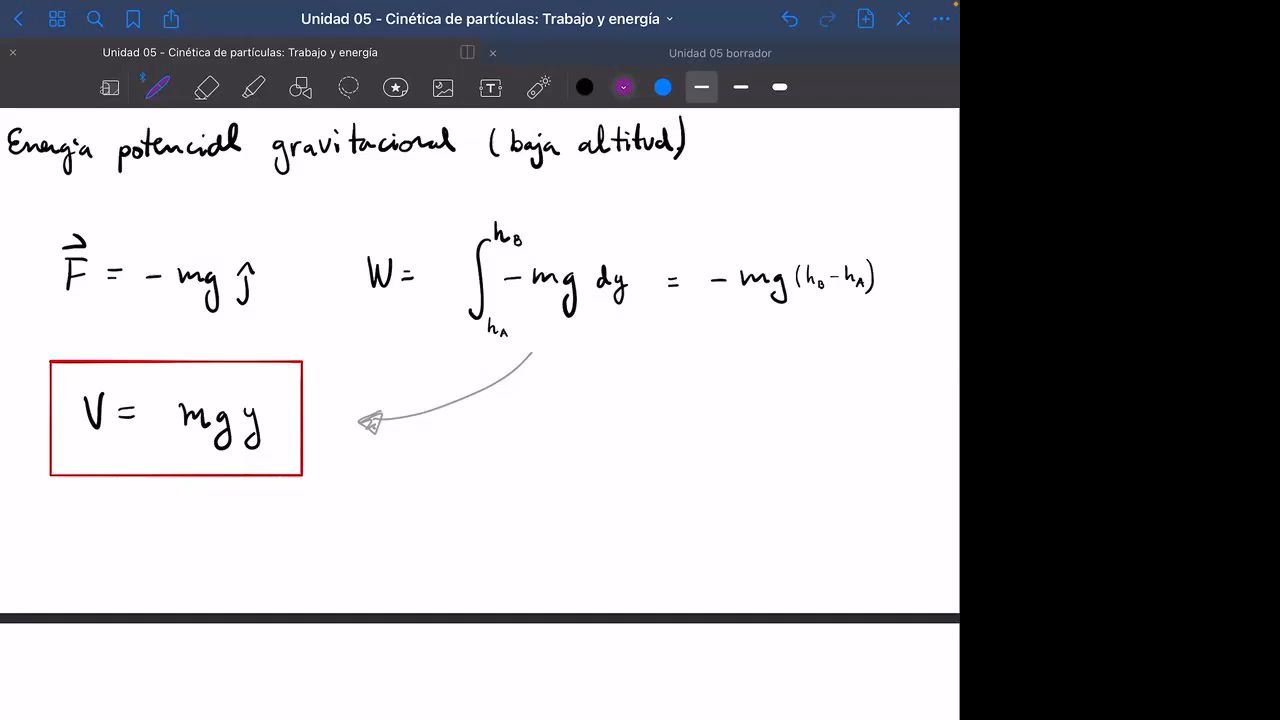 Unidad 05 - Cinética de partículas: Trabajo y energía
Unidad 05 - Cinética de partículas: Trabajo y energía
Unidad 05 borrador
Energía potencial gravitacional (baja altitud)
F⃗ = - mg ĵ    W = ∫_{h_A}^{h_B} - mg dy = - mg (h_B - h_A)
V = mg y